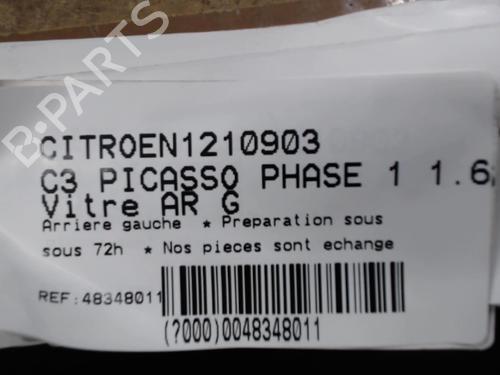 B-PARTS
CITROEN1210903
C3 PICASSO PHASE 1 1.6
Vitre AR G
Arriere gauche * Preparation sous
sous 72h * Nos pieces sont echange
REF:48348011
(?000)0048348011